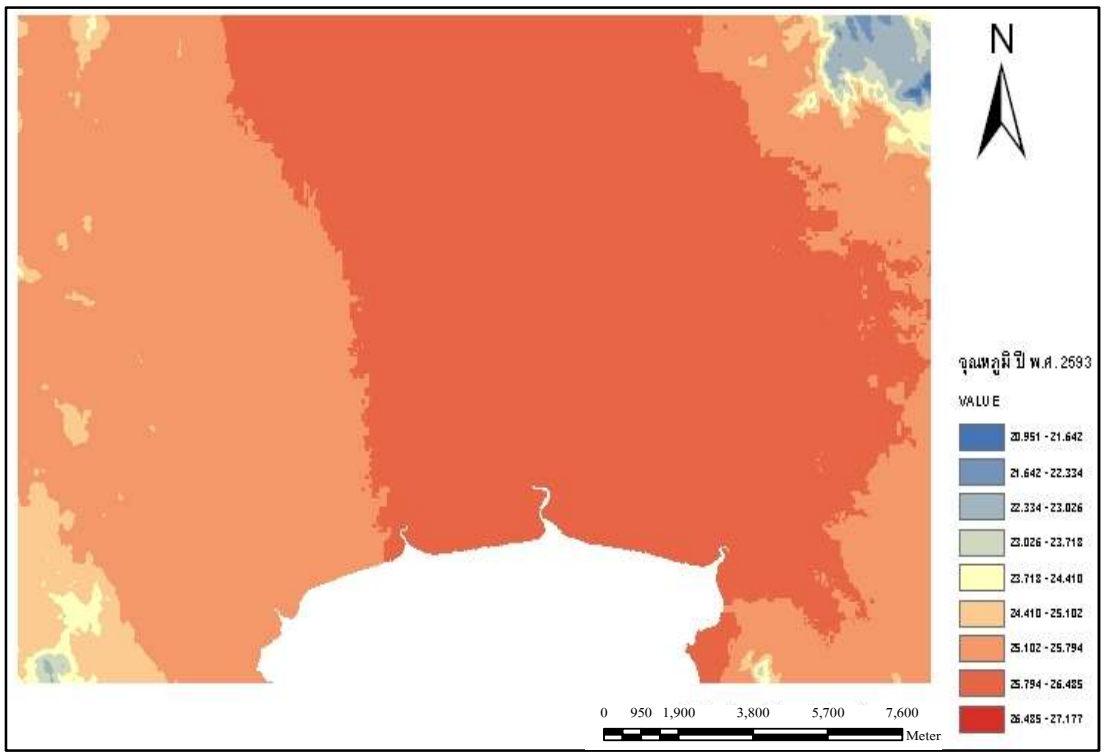 N
อุณหภูมิ ปี พ.ศ. 2593
VALUE
20.951 - 21.642
21.642 - 22.334
22.334 - 23.026
23.026 - 23.718
23.718 - 24.410
24.410 - 25.102
25.102 - 25.794
25.794 - 26.485
26.485 - 27.177
0 950 1,900 3,800 5,700 7,600
Meter